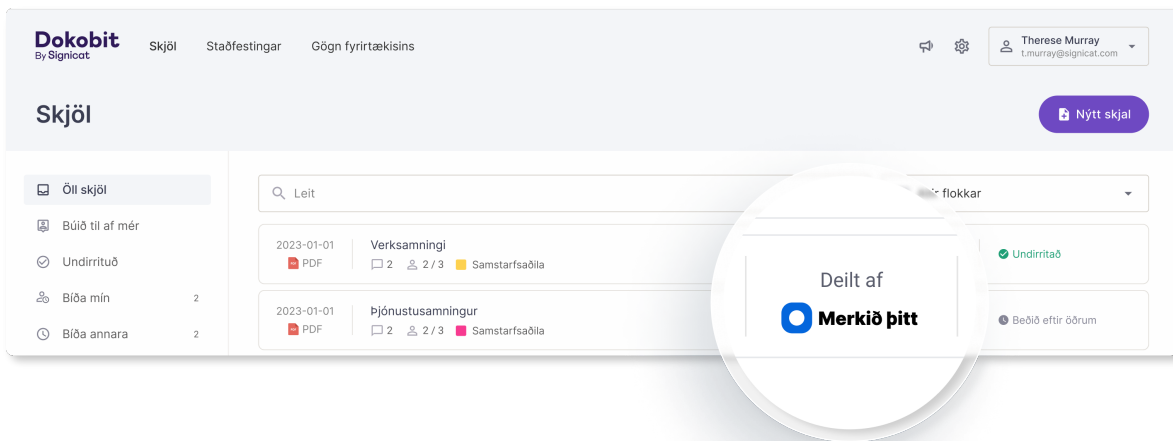 Dokobit
By Signicat
Skjöl
Staðfestingar
Gögn fyrirtækisins
Therese Murray
t.murray@signicat.com
Skjöl
Nýtt skjal
Öll skjöl
Búið til af mér
Undirrituð
Bíða mín 2
Bíða annara 2
Leit
flokkar
2023-01-01
PDF
Verksamningi
2 2 / 3 Samstarfsaðila
Undirritað
2023-01-01
PDF
Þjónustusamningur
2 2 / 3 Samstarfsaðila
Beðið eftir öðrum
Deilt af
Merkið þitt